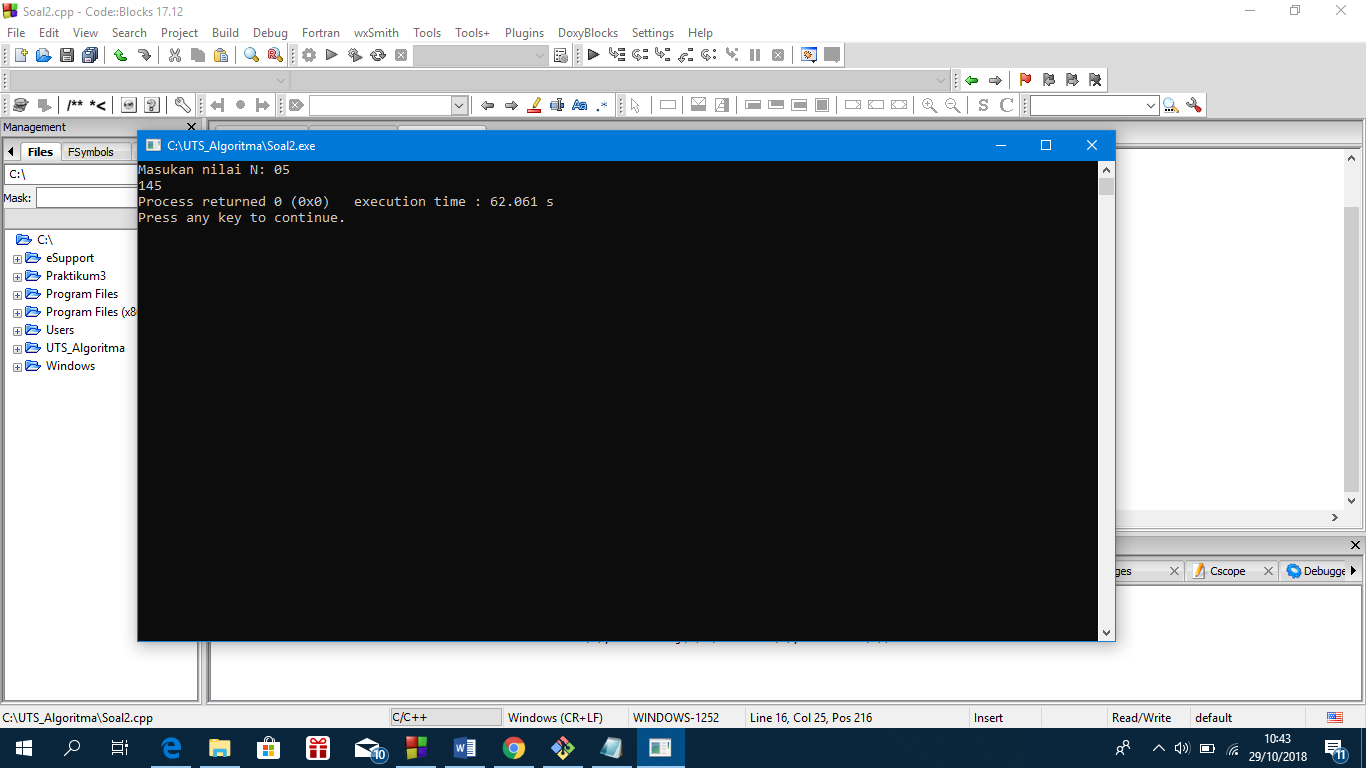 Soal2.cpp - Code::Blocks 17.12
File Edit View Search Project Build Debug Fortran wxSmith Tools Tools+ Plugins DoxyBlocks Settings Help
/** *<
Aa .*
S C
Management
Files FSymbols
C:\
Mask:
C:\
eSupport
Praktikum3
Program Files
Program Files (x8
Users
UTS_Algoritma
Windows
C:\UTS_Algoritma\Soal2.exe
Masukan nilai N: 05
145
Process returned 0 (0x0) execution time : 62.061 s
Press any key to continue.
ges Cscope Debugge
C:\UTS_Algoritma\Soal2.cpp C/C++ Windows (CR+LF) WINDOWS-1252 Line 16, Col 25, Pos 216 Insert Read/Write default
10
10:43
29/10/2018
11